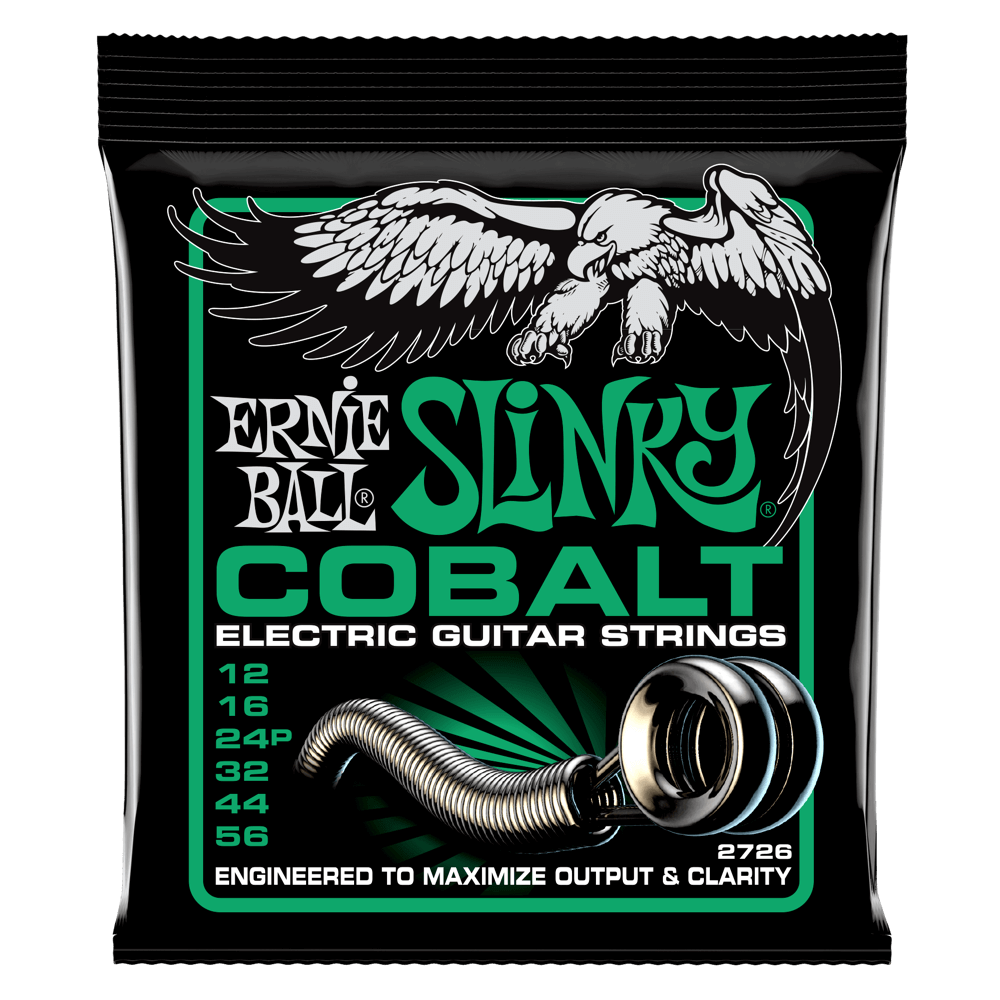 ERNiE
BALL®
SLiNKY®
COBALT
ELECTRIC GUITAR STRINGS
12
16
24P
32
44
56
2726
ENGINEERED TO MAXIMIZE OUTPUT & CLARITY